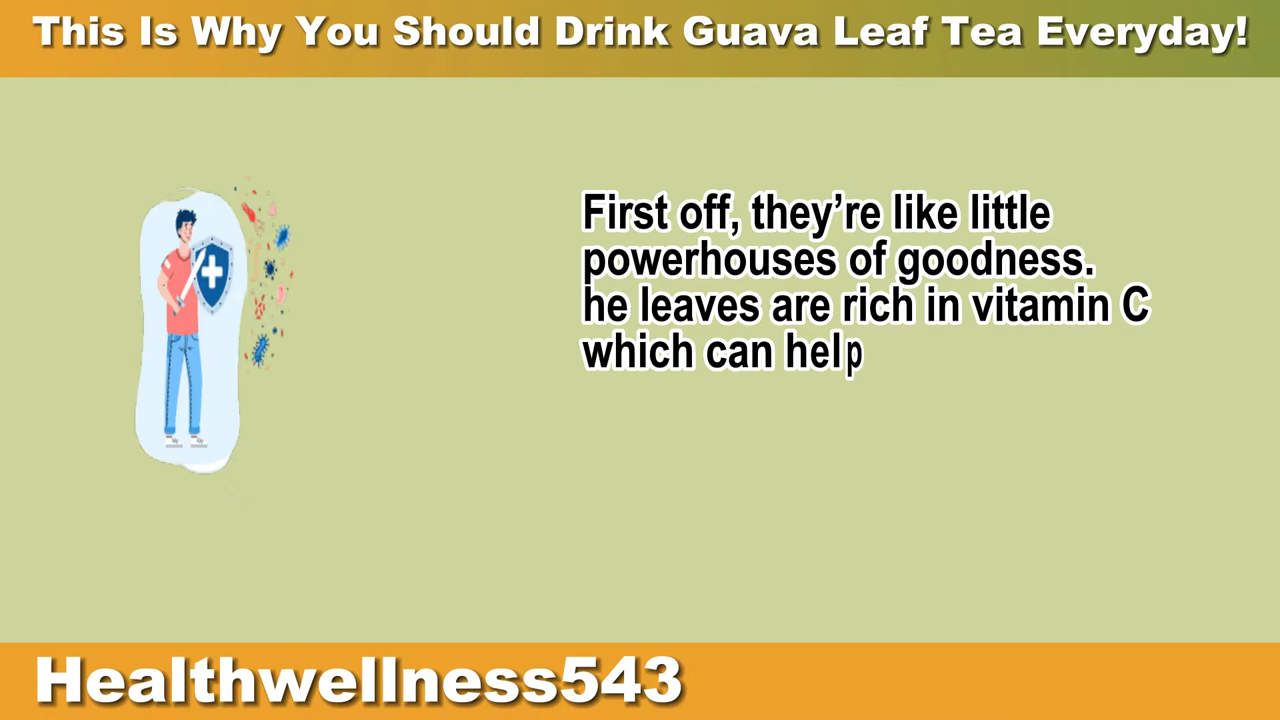 This Is Why You Should Drink Guava Leaf Tea Everyday!
First off, they’re like little
powerhouses of goodness.
he leaves are rich in vitamin C
which can help
Healthwellness543